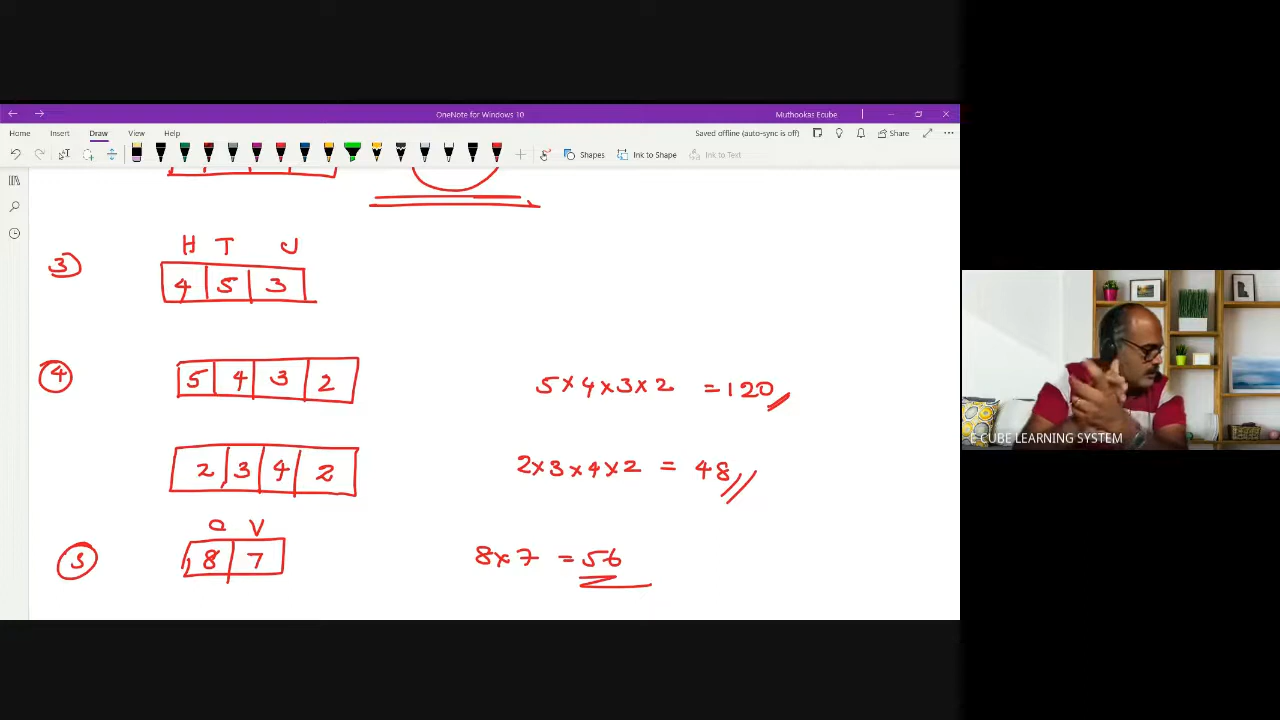 OneNote for Windows 10
Muthookas Ecube
Home Insert Draw View Help
Saved offline (auto-sync is off)
Share
Shapes
Ink to Shape
Ink to Text
H T U
3
4 5 3
4
5 4 3 2
5×4×3×2 = 120
2 3 4 2
2×3×4×2 = 48
C V
5
8 7
8×7 = 56
E CUBE LEARNING SYSTEM